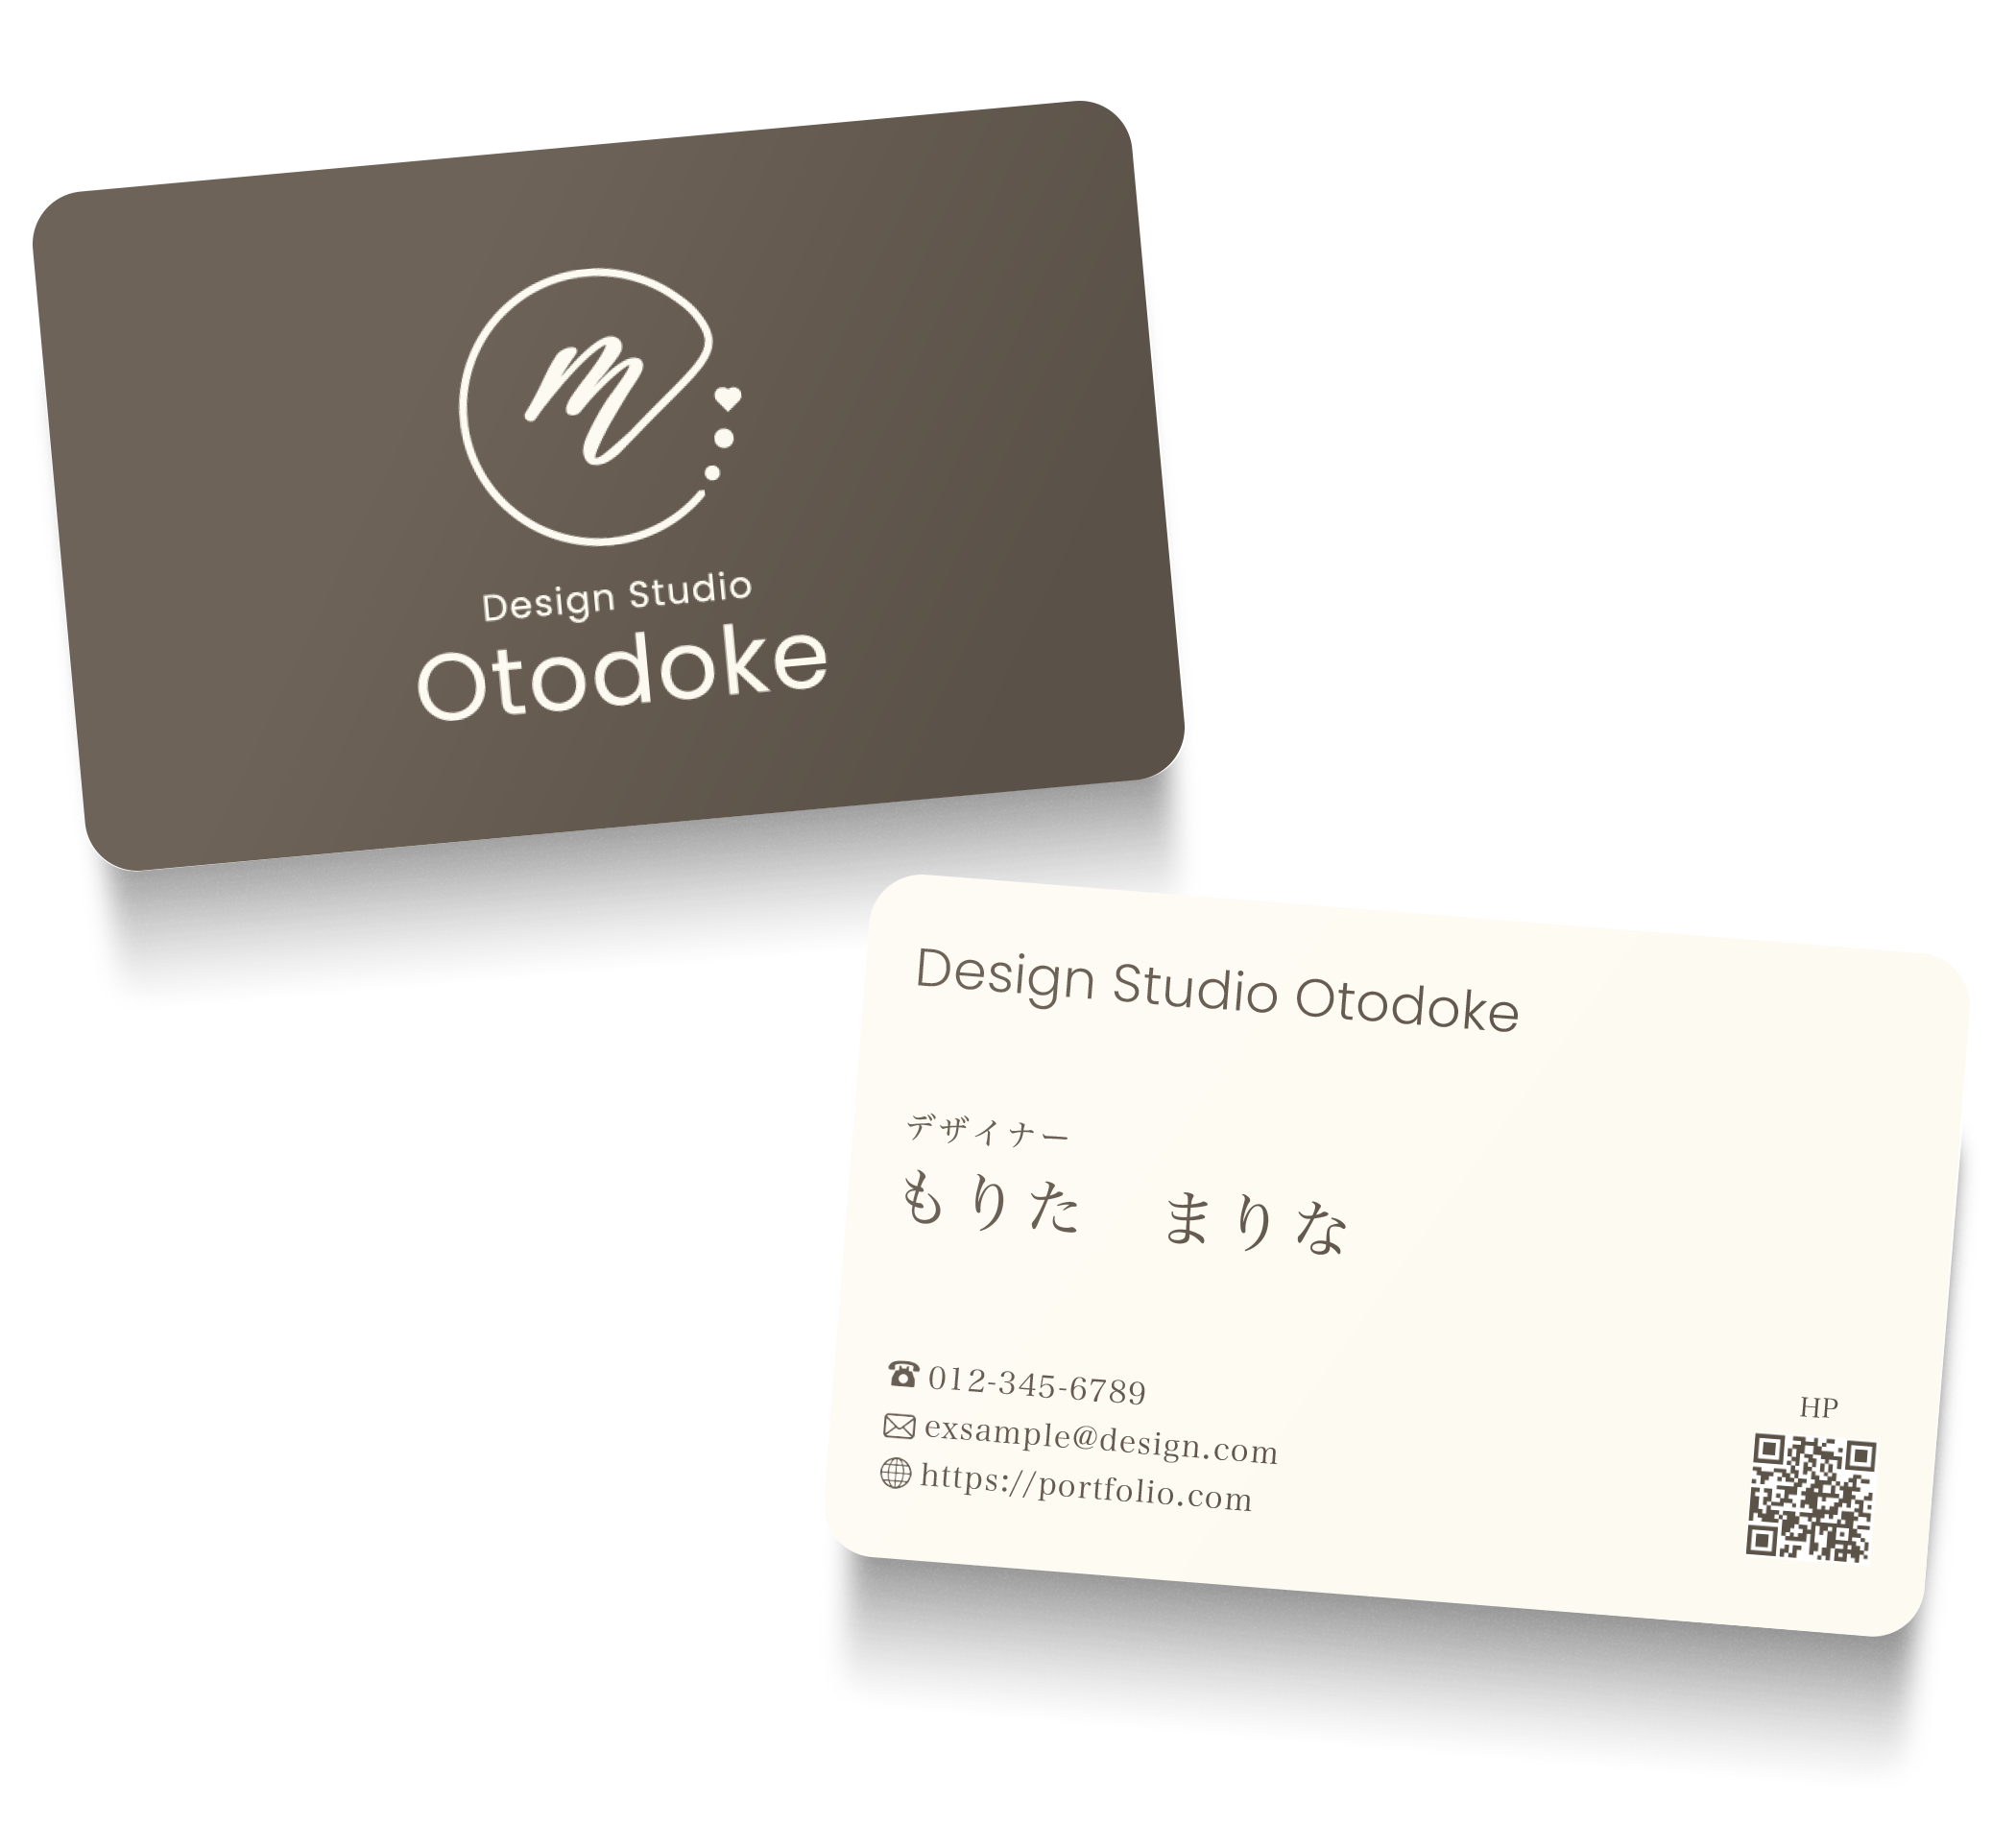 m
Design Studio
Otodoke
Design Studio Otodoke
デザイナー
もりた　まりな
012-345-6789
exsample@design.com
https://portfolio.com
HP